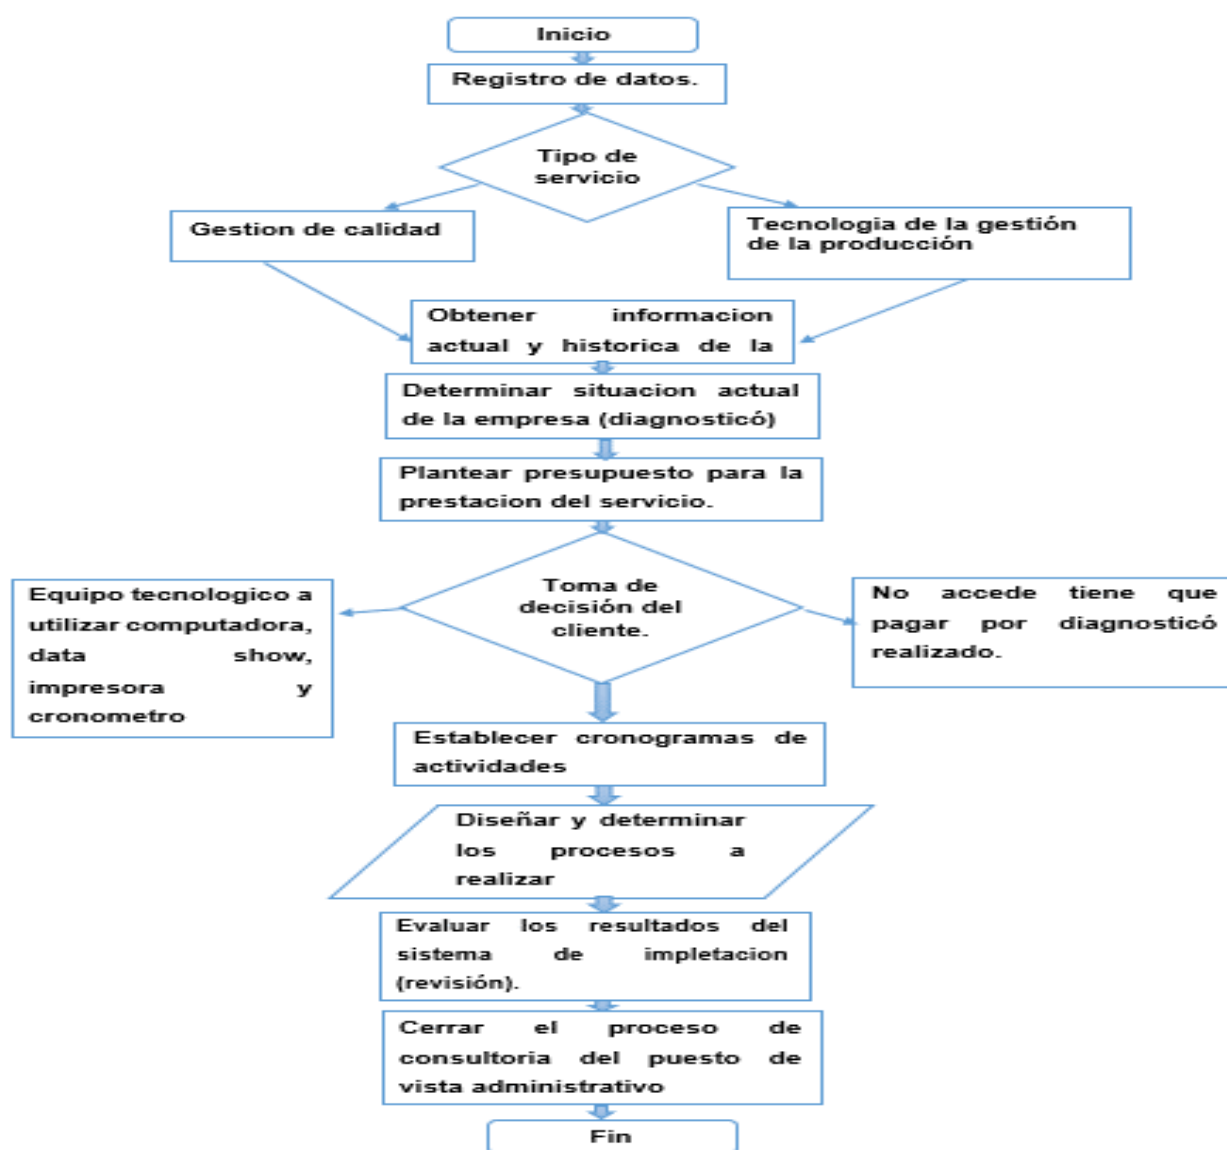 Inicio
Registro de datos.
Tipo de
servicio
Gestion de calidad
Tecnologia de la gestión
de la producción
Obtener informacion
actual y historica de la
Determinar situacion actual
de la empresa (diagnosticó)
Plantear presupuesto para la
prestacion del servicio.
Toma de
decisión del
cliente.
Equipo tecnologico a
utilizar computadora,
data show,
impresora y
cronometro
No accede tiene que
pagar por diagnosticó
realizado.
Establecer cronogramas de
actividades
Diseñar y determinar
los procesos a
realizar
Evaluar los resultados del
sistema de impletacion
(revisión).
Cerrar el proceso de
consultoria del puesto de
vista administrativo
Fin